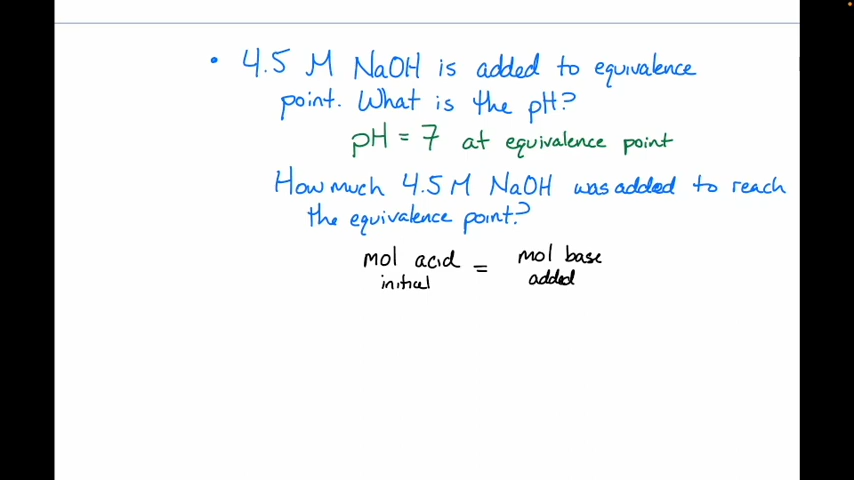 • 4.5 M NaOH is added to equivalence
point. What is the pH?
pH = 7 at equivalence point
How much 4.5 M NaOH was added to reach
the equivalence point?
mol acid = mol base
initial added